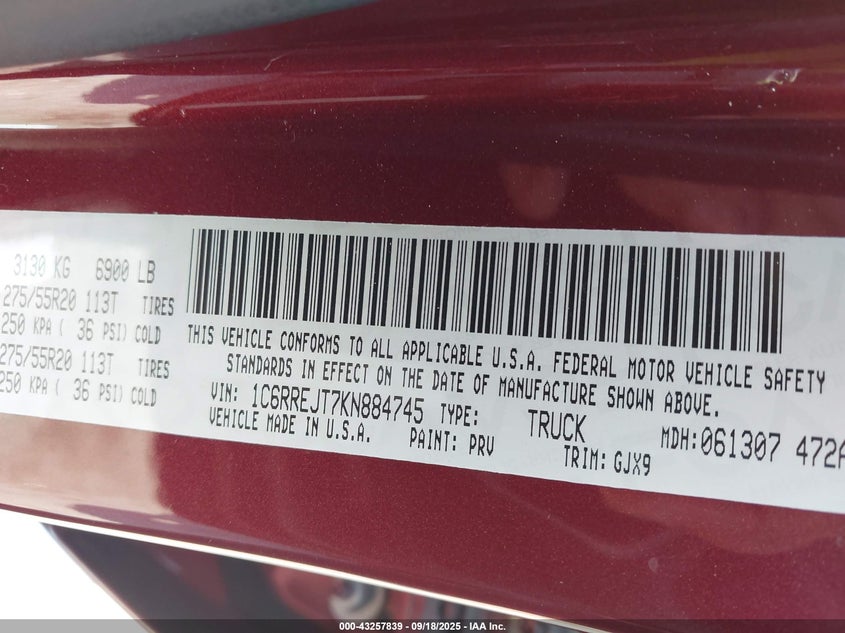 3130 KG 6900 LB
275/55R20 113T TIRES
250 KPA ( 36 PSI) COLD
275/55R20 113T TIRES
250 KPA ( 36 PSI) COLD
THIS VEHICLE CONFORMS TO ALL APPLICABLE U.S.A. FEDERAL MOTOR VEHICLE SAFETY
STANDARDS IN EFFECT ON THE DATE OF MANUFACTURE SHOWN ABOVE.
VIN: 1C6RREJT7KN884745 TYPE: TRUCK MDH:061307 472A
VEHICLE MADE IN U.S.A. PAINT: PRV TRIM: GJX9
000-43257839 - 09/18/2025 - IAA Inc.